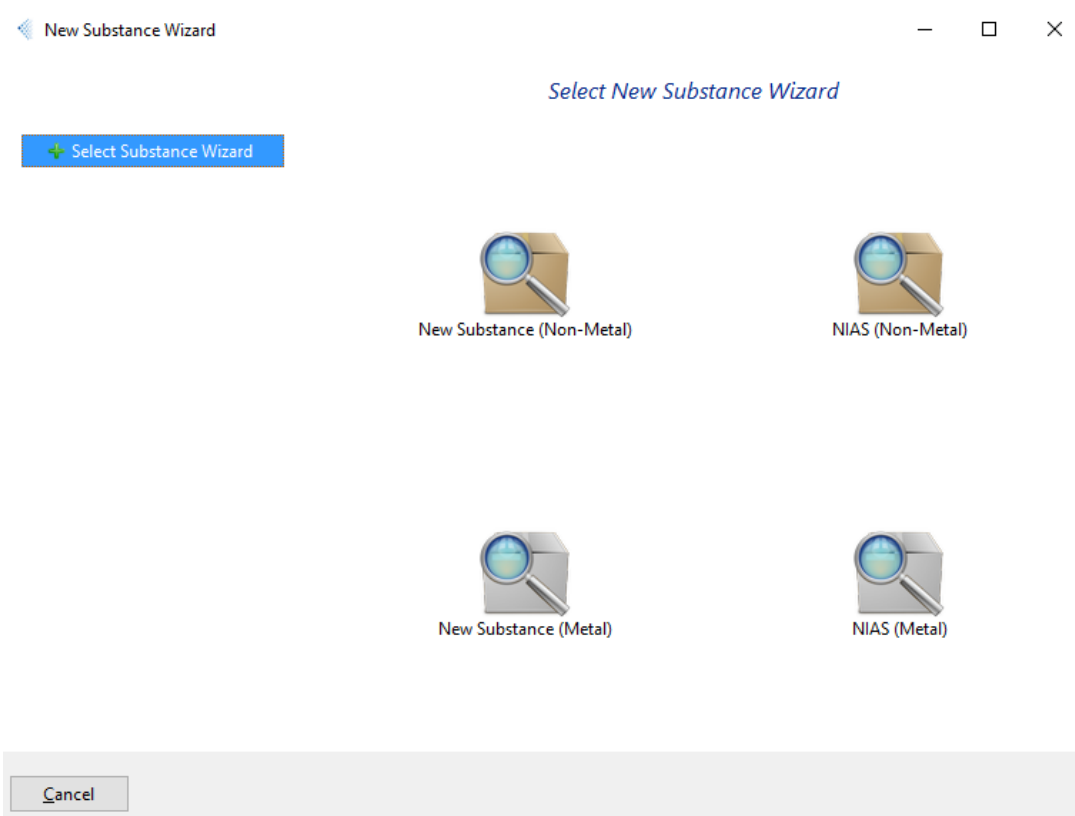 New Substance Wizard
Select New Substance Wizard
Select Substance Wizard
New Substance (Non-Metal)
NIAS (Non-Metal)
New Substance (Metal)
NIAS (Metal)
Cancel